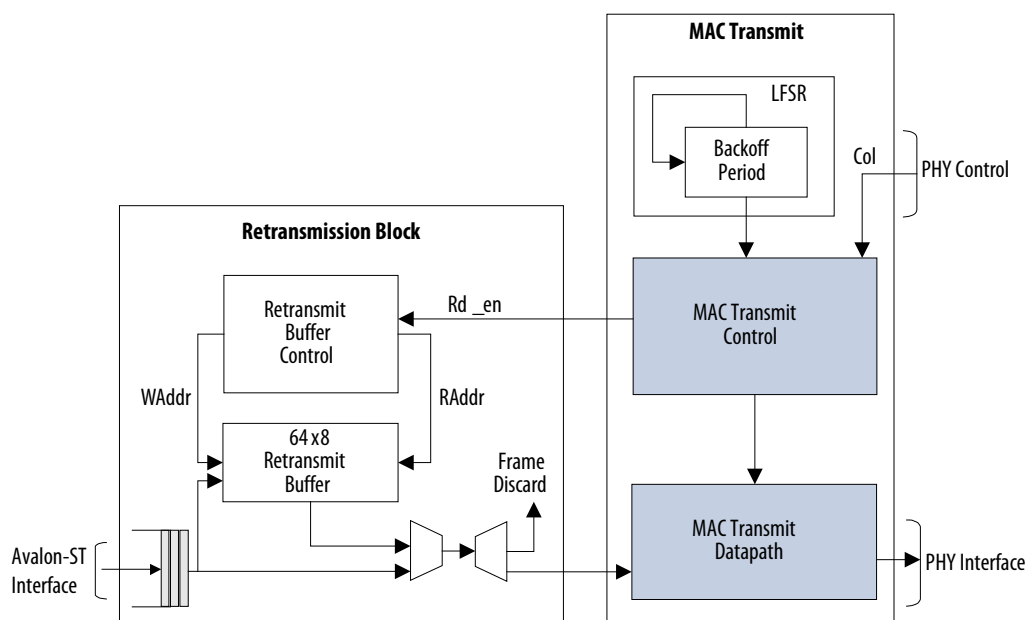 MAC Transmit
LFSR
Backoff
Period
Col
PHY Control
Retransmission Block
Retransmit
Buffer
Control
Rd _en
MAC Transmit
Control
WAddr
RAddr
64 x 8
Retransmit
Buffer
Frame
Discard
MAC Transmit
Datapath
Avalon-ST
Interface
PHY Interface